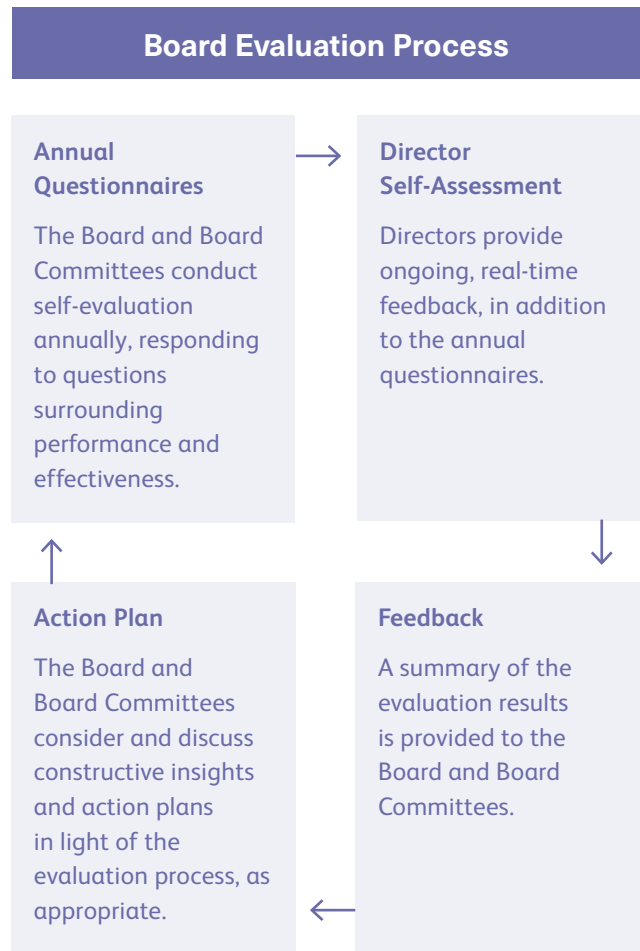 Board Evaluation Process
Annual
Questionnaires
The Board and Board
Committees conduct
self-evaluation
annually, responding
to questions
surrounding
performance and
effectiveness.
Director
Self-Assessment
Directors provide
ongoing, real-time
feedback, in addition
to the annual
questionnaires.
Feedback
A summary of the
evaluation results
is provided to the
Board and Board
Committees.
Action Plan
The Board and
Board Committees
consider and discuss
constructive insights
and action plans
in light of the
evaluation process, as
appropriate.